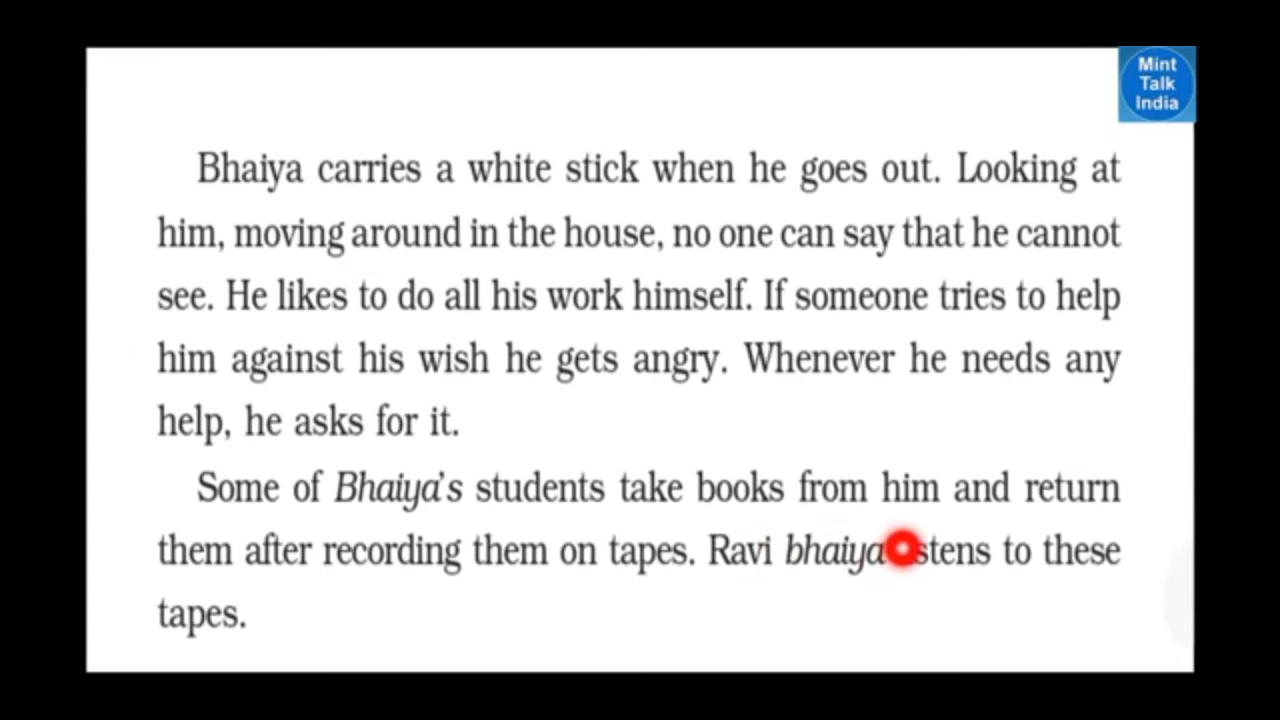 Mint
Talk
India
Bhaiya carries a white stick when he goes out. Looking at
him, moving around in the house, no one can say that he cannot
see. He likes to do all his work himself. If someone tries to help
him against his wish he gets angry. Whenever he needs any
help, he asks for it.
Some of Bhaiya's students take books from him and return
them after recording them on tapes. Ravi bhaiya to these
tapes.